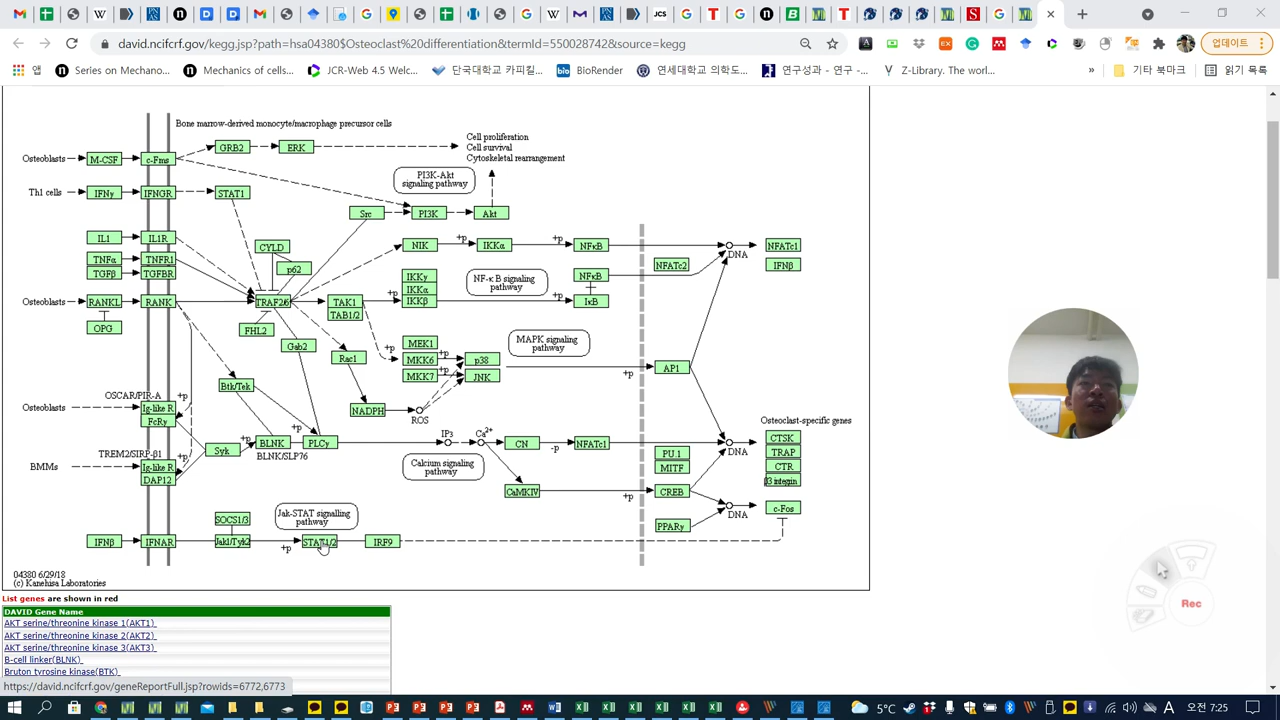 david.ncifcrf.gov/kegg.jsp?path=hsa04380$Osteoclast%20differentiation&termId=555028742&source=kegg
업데이트
앱
Series on Mechano...
Mechanics of cells...
JCR-Web 4.5 Welc...
단국대학교 카피킬...
BioRender
연세대학교 의학도...
연구성과 - 연구 -...
Z-Library. The worl...
»
기타 북마크
읽기 목록
Bone marrow-derived monocyte/macrophage precursor cells
Cell proliferation
Cell survival
Cytoskeletal rearrangement
Osteoblasts
M-CSF
c-Fms
GRB2
ERK
PI3K-Akt
signaling pathway
Th1 cells
IFNγ
IFNGR
STAT1
Src
PI3K
Akt
IL1
IL1R
CYLD
NIK
+p
IKKα
+p
NFκB
DNA
NFATc1
TNFα
TNFR1
p62
NFATc2
IFNβ
TGFβ
TGFBR
IKKγ
IKKα
IKKβ
NF-κB signaling
pathway
NFκB
IκB
Osteoblasts
RANKL
RANK
TRAF2/6
TAK1
TAB1/2
+p
+p
OPG
FHL2
Gab2
Rac1
+p
MEK1
MKK6
MKK7
+p
+p
p38
JNK
MAPK signaling
pathway
+p
AP1
Btk/Tek
OSCAR/PIR-A
+p
Osteoblasts
Ig-like R
FcRγ
NADPH
ROS
Osteoclast-specific genes
+p
Syk
+p
BLNK
PLCγ
BLNK/SLP76
IP3
Ca2+
CN
-p
NFATc1
DNA
CTSK
TRAP
CTR
β3 integrin
TREM2/SIRP-β1
+p
BMMs
Ig-like R
DAP12
Calcium signaling
pathway
PU.1
MITF
CaMKIV
+p
CREB
DNA
c-Fos
PPARγ
SOCS1/3
Jak-STAT signalling
pathway
IFNβ
IFNAR
Jak1/Tyk2
+p
STAT1/2
IRF9
04380 6/29/18
(c) Kanehisa Laboratories
List genes are shown in red
DAVID Gene Name
AKT serine/threonine kinase 1(AKT1)
AKT serine/threonine kinase 2(AKT2)
AKT serine/threonine kinase 3(AKT3)
B-cell linker(BLNK)
Bruton tyrosine kinase(BTK)
https://david.ncifcrf.gov/geneReportFull.jsp?rowids=6772,6773
Rec
5°C
오전 7:25